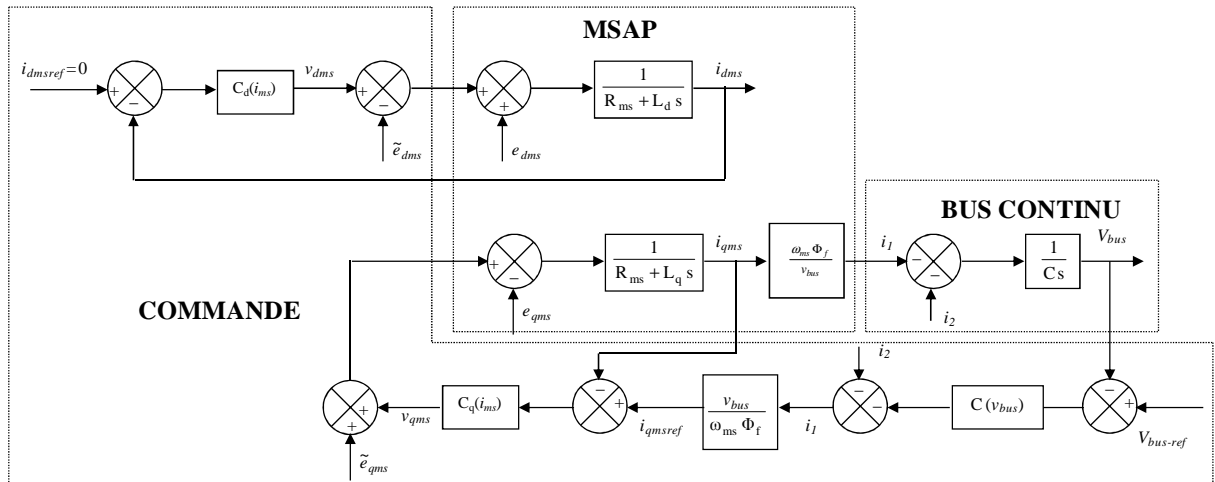 MSAP
i_dmsref=0
+
−
C_d(i_ms)
v_dms
+
−
ẽ_dms
+
+
e_dms
1
R_ms + L_d s
i_dms
BUS CONTINU
COMMANDE
+
−
e_qms
1
R_ms + L_q s
i_qms
ω_ms Φ_f
v_bus
i_1
−
−
i_2
1
C s
V_bus
+
+
ẽ_qms
v_qms
C_q(i_ms)
−
+
i_qmsref
v_bus
ω_ms Φ_f
i_1
−
−
i_2
C(v_bus)
−
+
V_bus-ref